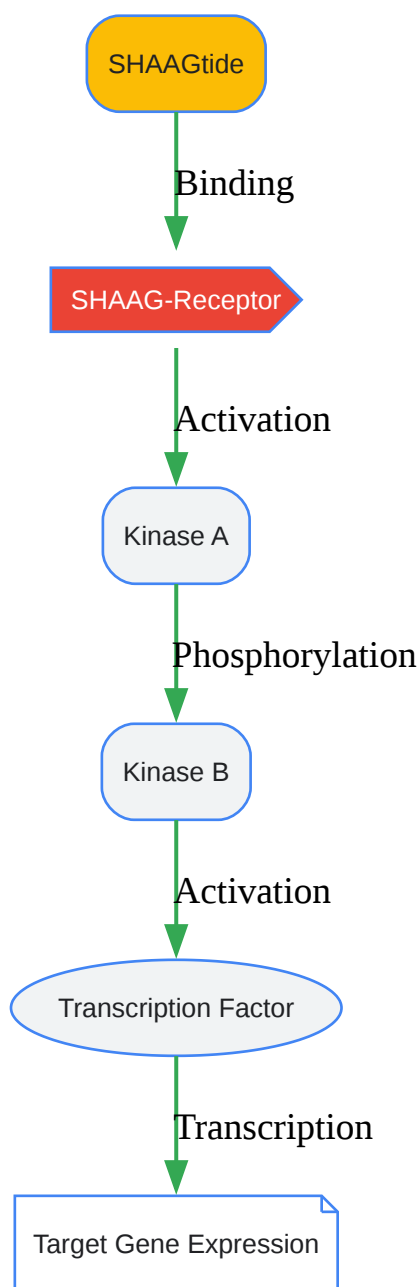 SHAAGtide
Binding
SHAAG-Receptor
Activation
Kinase A
Phosphorylation
Kinase B
Activation
Transcription Factor
Transcription
Target Gene Expression